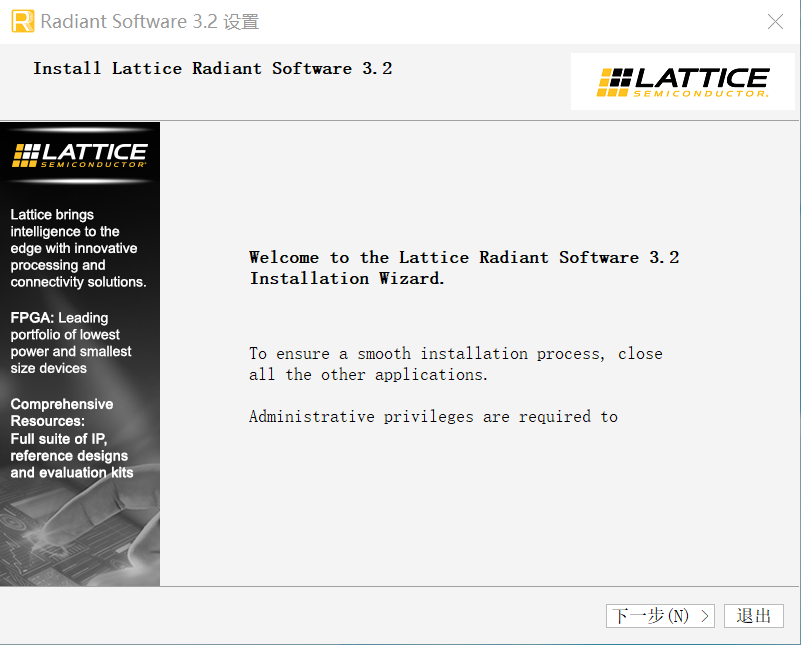 Radiant Software 3.2 设置
Install Lattice Radiant Software 3.2
LATTICE
SEMICONDUCTOR.
LATTICE
SEMICONDUCTOR
Lattice brings
intelligence to the
edge with innovative
processing and
connectivity solutions.
FPGA: Leading
portfolio of lowest
power and smallest
size devices
Comprehensive
Resources:
Full suite of IP,
reference designs
and evaluation kits
Welcome to the Lattice Radiant Software 3.2
Installation Wizard.
To ensure a smooth installation process, close
all the other applications.
Administrative privileges are required to
下一步(N) >
退出